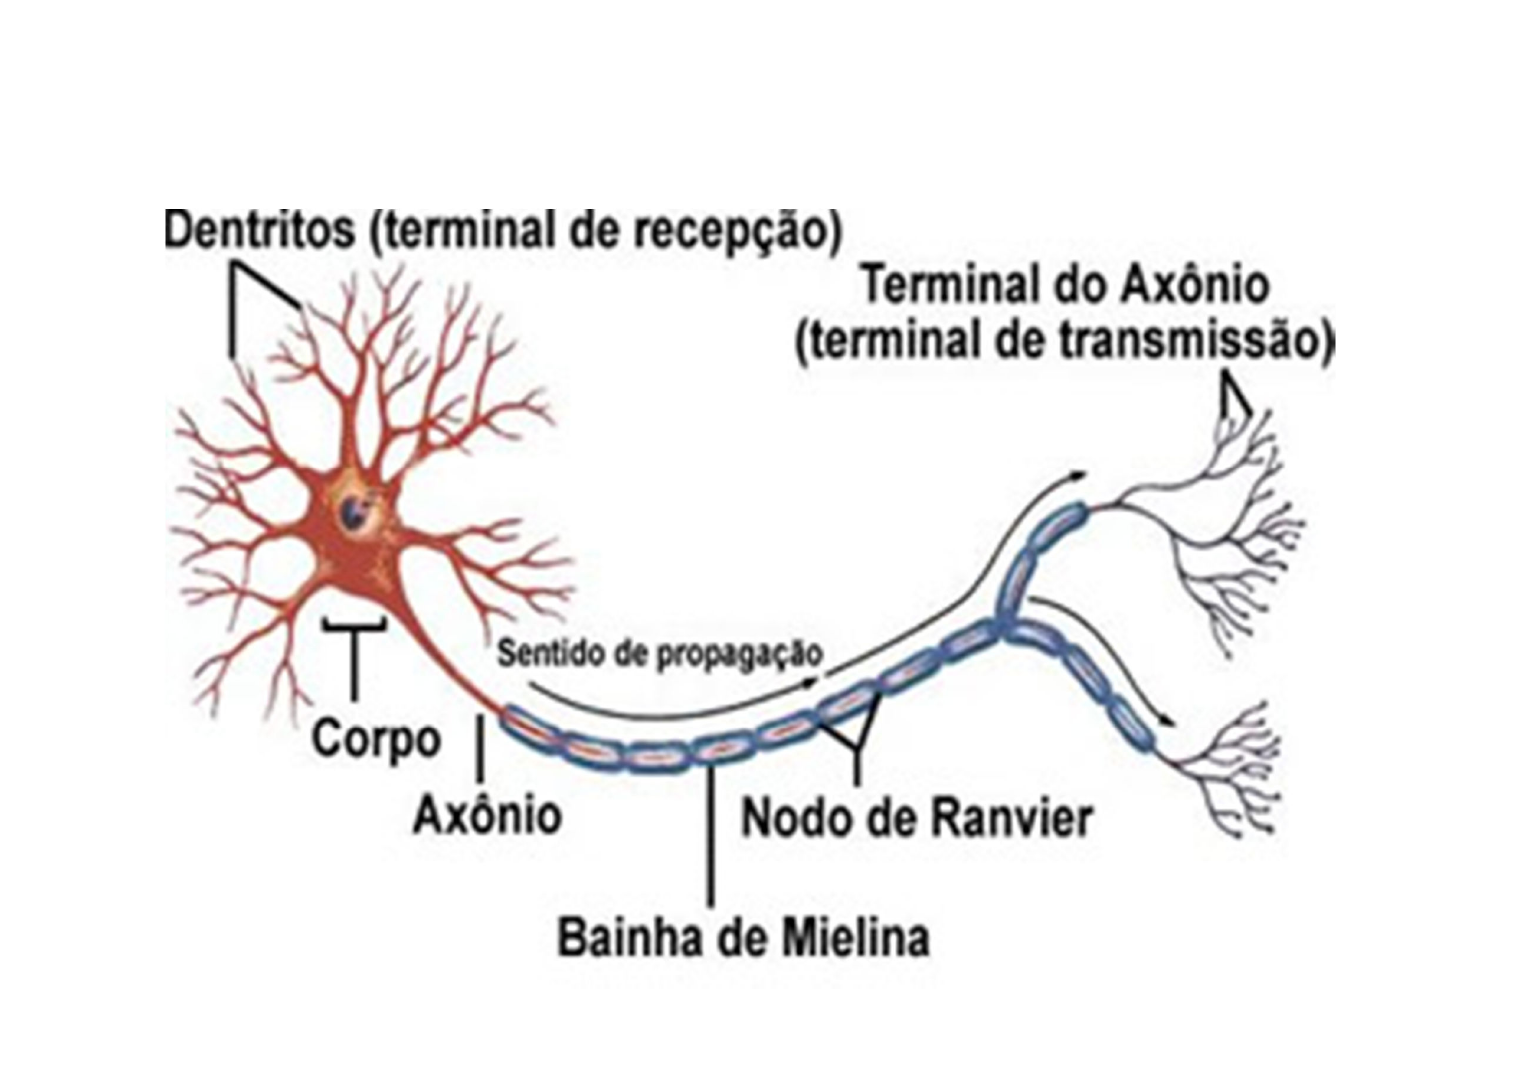 Dentritos (terminal de recepção)
Terminal do Axônio
(terminal de transmissão)
Sentido de propagação
Corpo
Axônio
Nodo de Ranvier
Bainha de Mielina